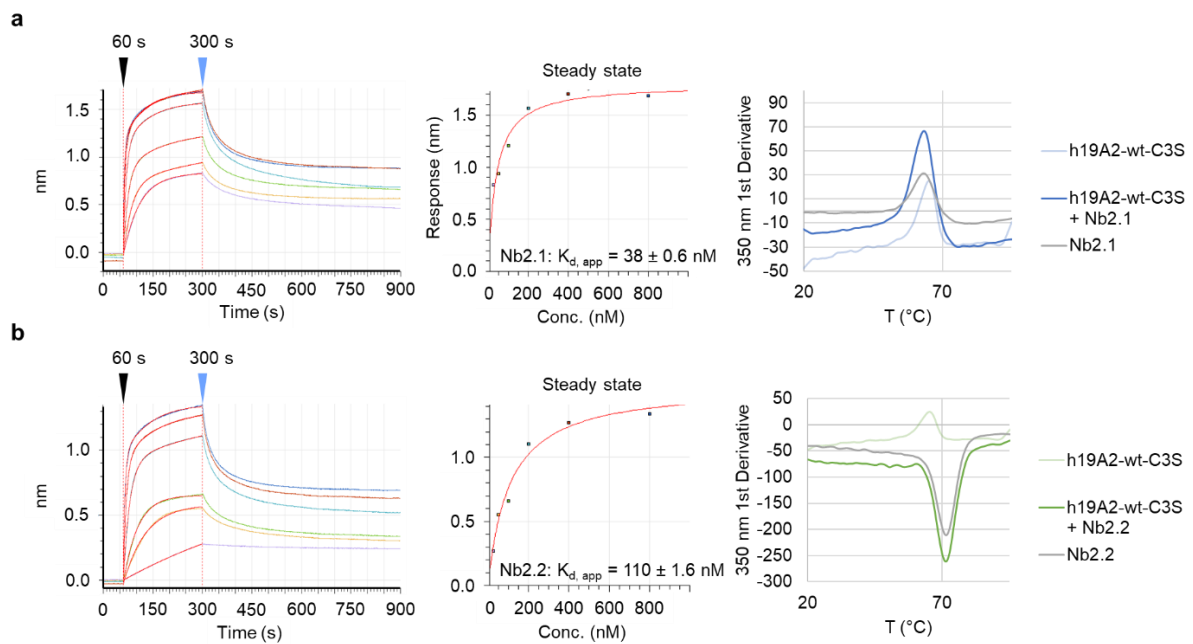 a
60 s
300 s
1.5
1.0
0.5
0.0
nm
0
150
300
450
600
750
900
Time (s)
Steady state
1.5
1.0
0.5
0.0
Response (nm)
Nb2.1: Kd, app = 38 ± 0.6 nM
0
200
400
600
800
Conc. (nM)
90
70
50
30
10
-10
-30
-50
350 nm 1st Derivative
20
70
T (°C)
h19A2-wt-C3S
h19A2-wt-C3S
+ Nb2.1
Nb2.1
b
60 s
300 s
1.0
0.5
0.0
nm
0
150
300
450
600
750
900
Time (s)
Steady state
1.0
0.5
0.0
Response (nm)
Nb2.2: Kd, app = 110 ± 1.6 nM
0
200
400
600
800
Conc. (nM)
50
0
-50
-100
-150
-200
-250
-300
350 nm 1st Derivative
20
70
T (°C)
h19A2-wt-C3S
h19A2-wt-C3S
+ Nb2.2
Nb2.2